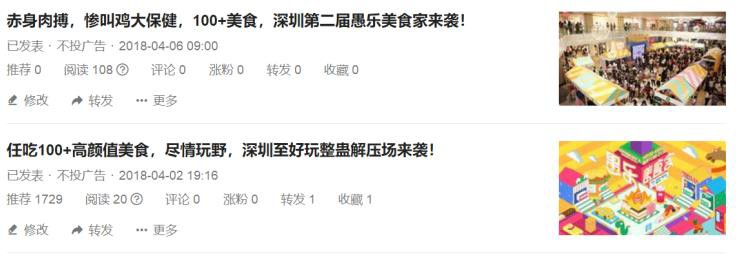 赤身肉搏，惨叫鸡大保健，100+美食，深圳第二届愚乐美食家来袭！
已发表 · 不投广告 · 2018-04-06 09:00
推荐 0 阅读 108 ? 评论 0 涨粉 0 转发 0 收藏 0
修改 转发 更多
任吃100+高颜值美食，尽情玩野，深圳至好玩整蛊解压场来袭！
已发表 · 不投广告 · 2018-04-02 19:16
推荐 1729 阅读 20 ? 评论 0 涨粉 0 转发 1 收藏 1
修改 转发 更多